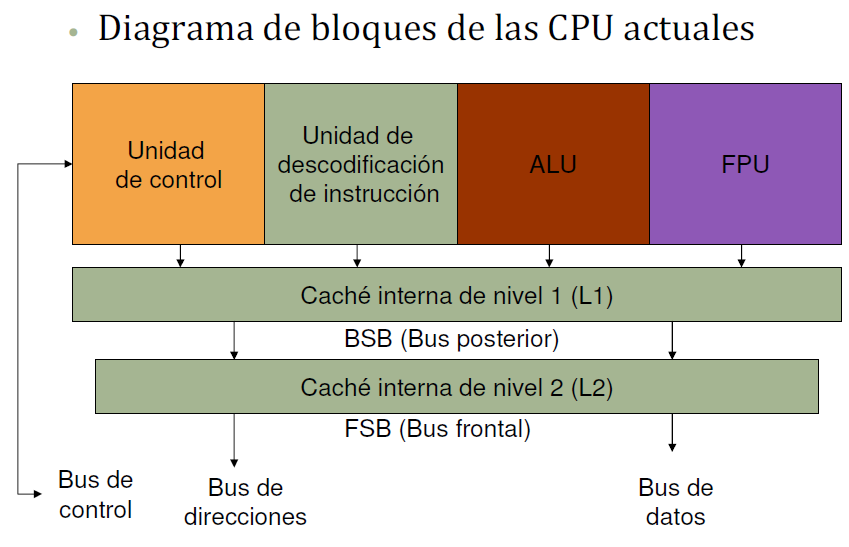 • Diagrama de bloques de las CPU actuales
Unidad
de control
Unidad de
descodificación
de instrucción
ALU
FPU
Caché interna de nivel 1 (L1)
BSB (Bus posterior)
Caché interna de nivel 2 (L2)
FSB (Bus frontal)
Bus de
control
Bus de
direcciones
Bus de
datos